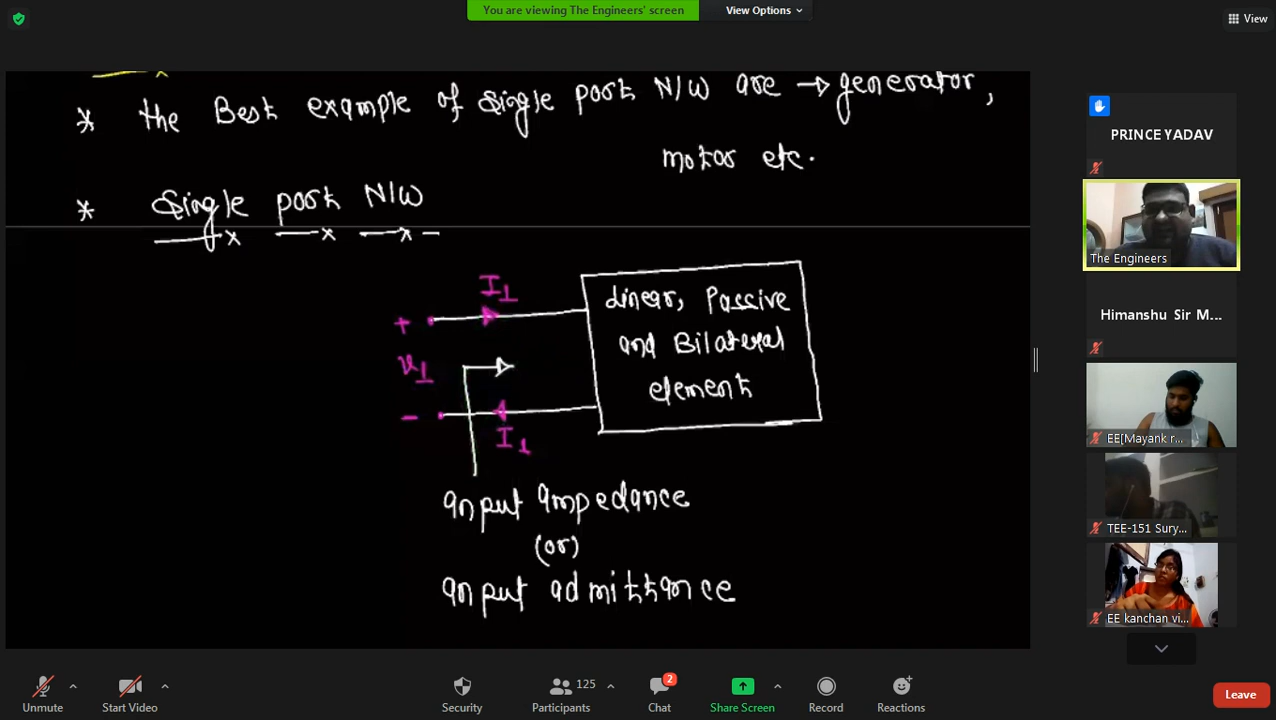 You are viewing The Engineers' screen
View Options
View
* the Best example of single port N/W are → generator,
motor etc.
* Single port N/W
I1
+
V1
-
I1
Linear, Passive
and Bilateral
element
Input Impedance
(or)
Input admittance
PRINCE YADAV
The Engineers
Himanshu Sir M...
EE[Mayank r...
TEE-151 Sury...
EE kanchan vi...
Unmute
Start Video
Security
125
Participants
2
Chat
Share Screen
Record
Reactions
Leave